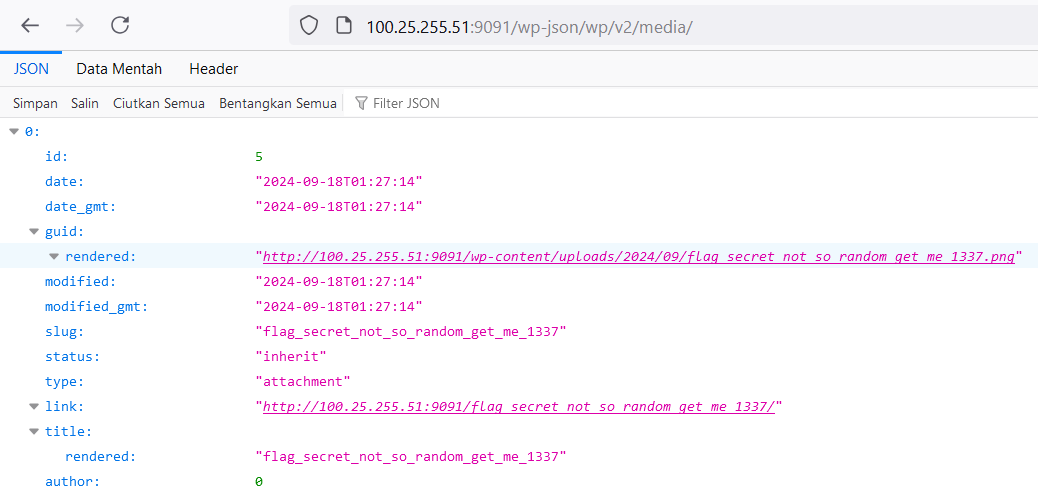 100.25.255.51:9091/wp-json/wp/v2/media/
JSON Data Mentah Header
Simpan Salin Ciutkan Semua Bentangkan Semua Filter JSON
0:
id: 5
date: "2024-09-18T01:27:14"
date_gmt: "2024-09-18T01:27:14"
guid:
rendered: "http://100.25.255.51:9091/wp-content/uploads/2024/09/flag_secret_not_so_random_get_me_1337.png"
modified: "2024-09-18T01:27:14"
modified_gmt: "2024-09-18T01:27:14"
slug: "flag_secret_not_so_random_get_me_1337"
status: "inherit"
type: "attachment"
link: "http://100.25.255.51:9091/flag_secret_not_so_random_get_me_1337/"
title:
rendered: "flag_secret_not_so_random_get_me_1337"
author: 0